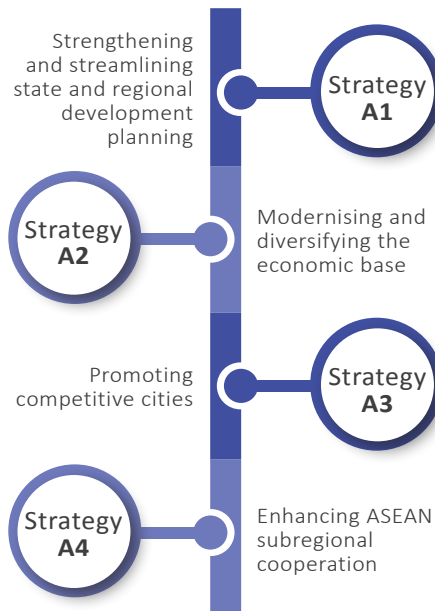 Strengthening
and streamlining
state and regional
development
planning
Strategy
A1
Strategy
A2
Modernising and
diversifying the
economic base
Promoting
competitive cities
Strategy
A3
Strategy
A4
Enhancing ASEAN
subregional
cooperation